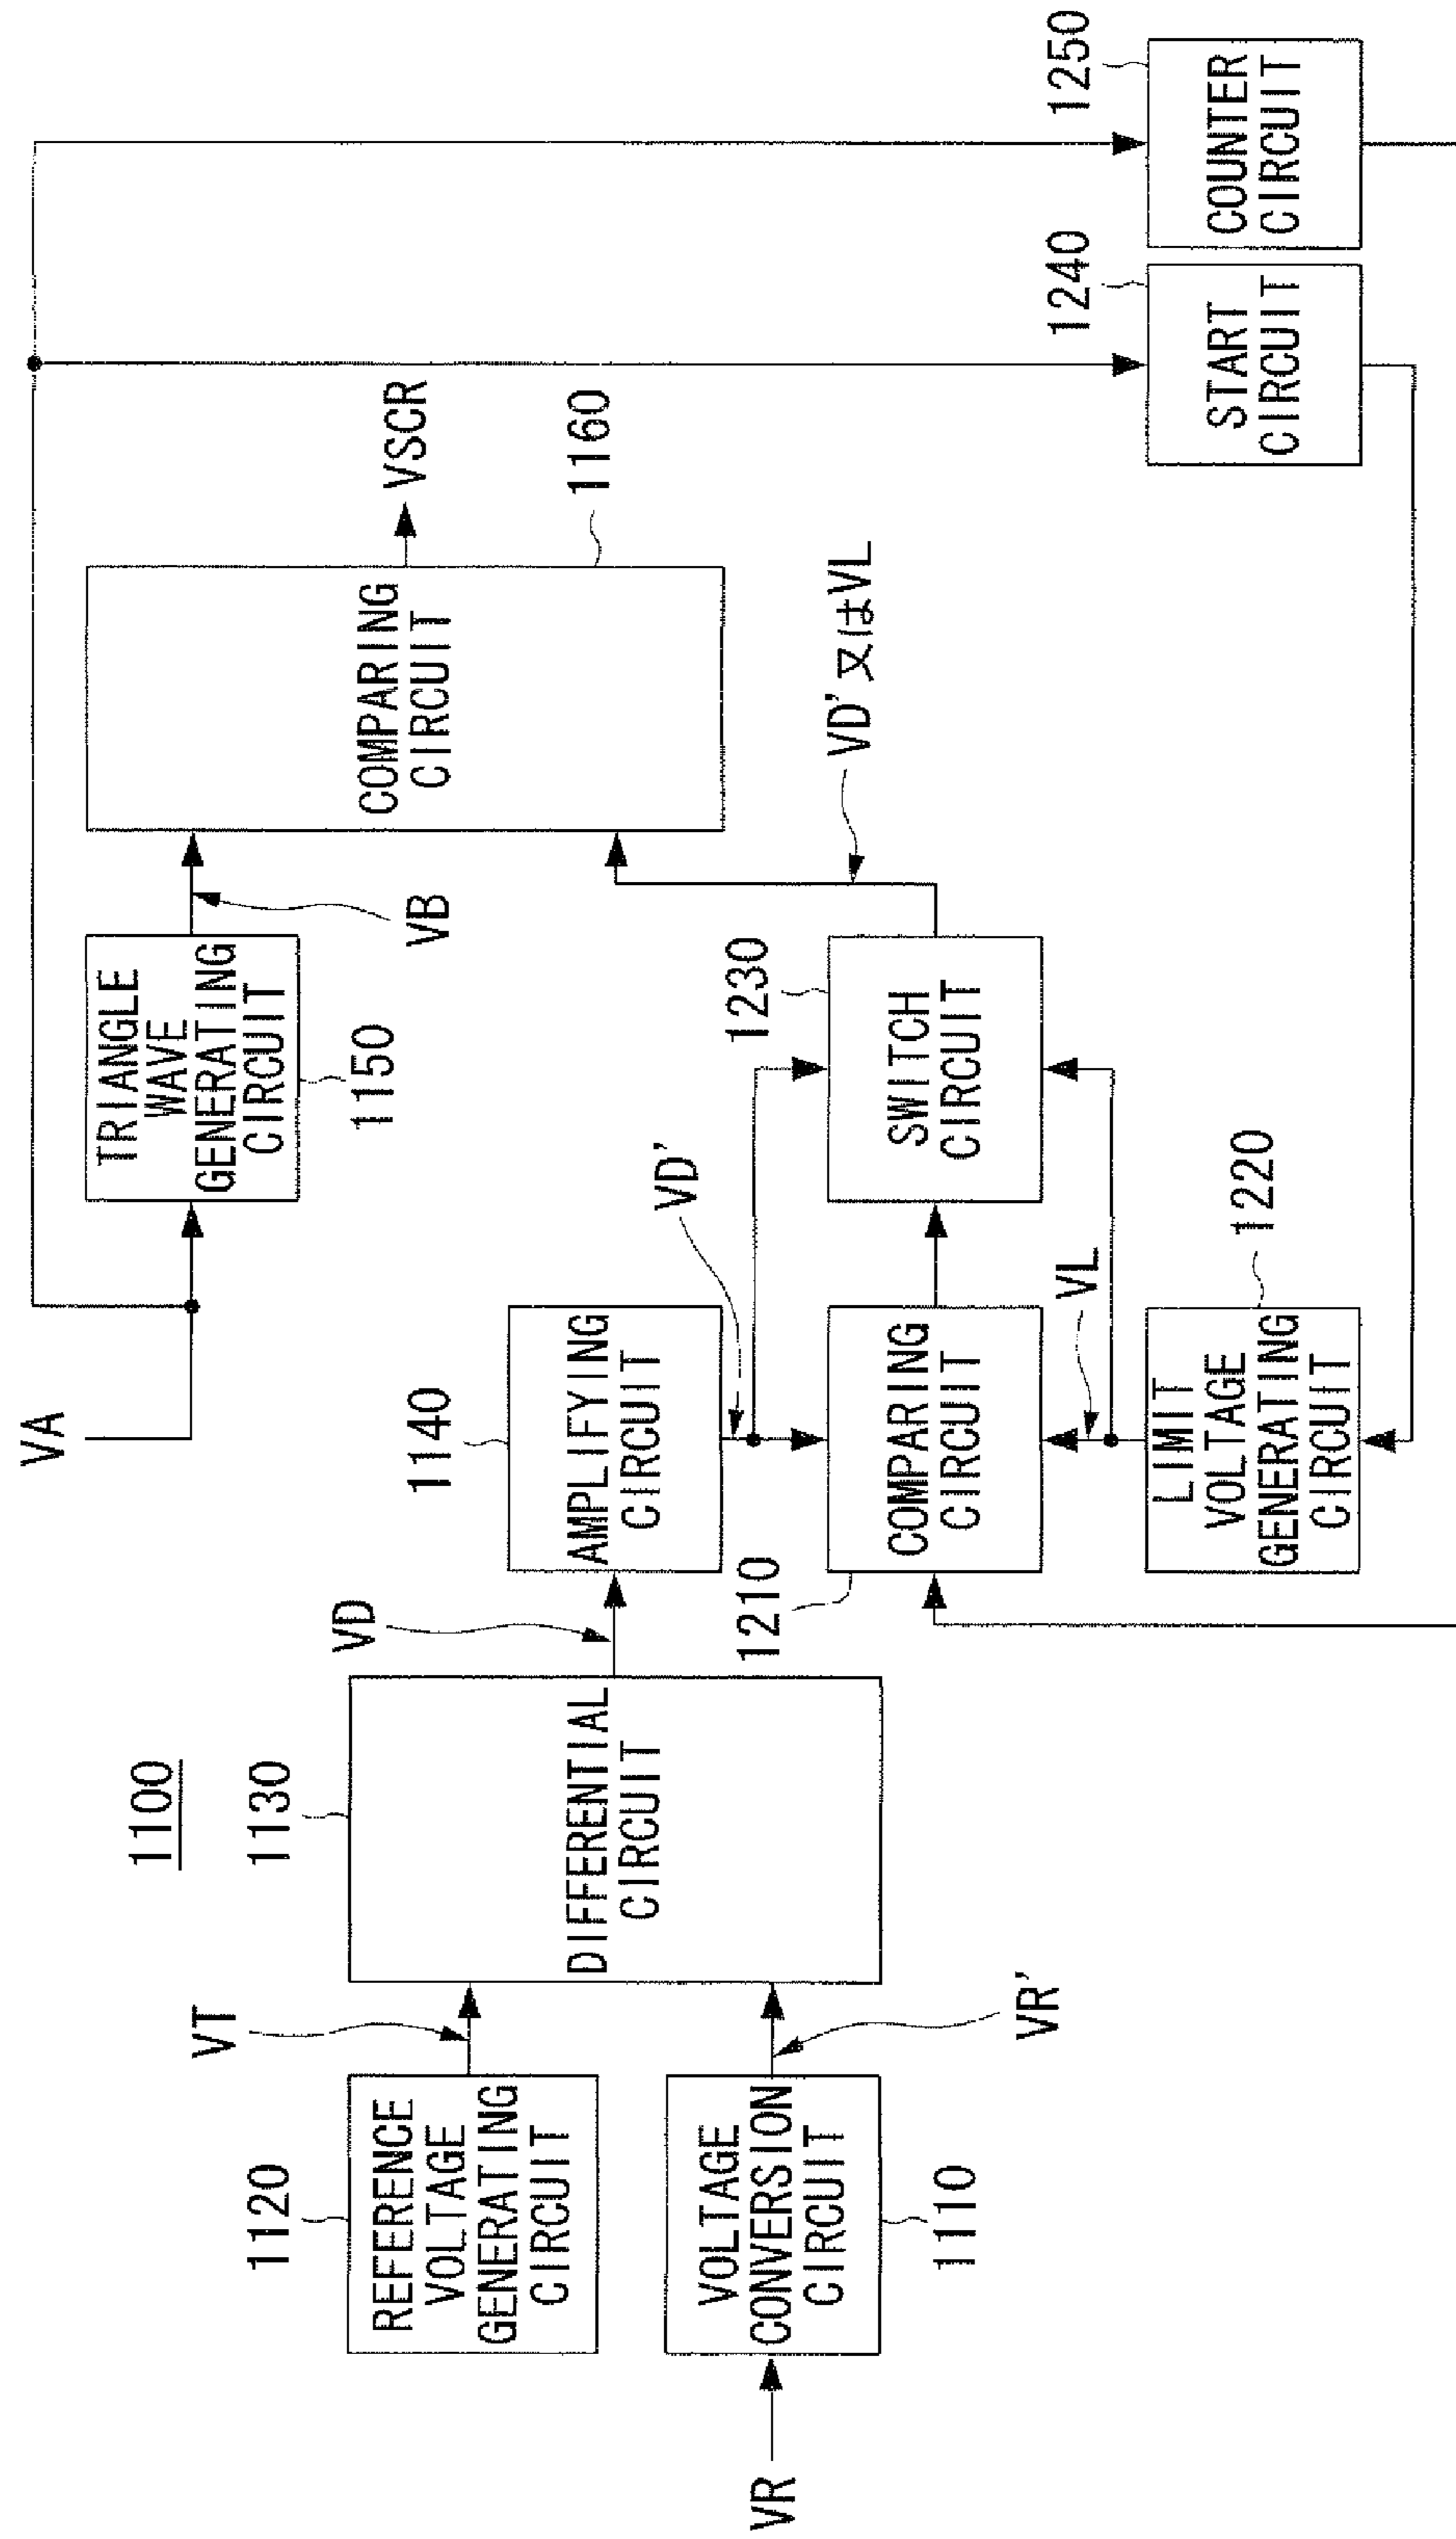 1100
VA
TRIANGLE
WAVE
GENERATING
CIRCUIT
1150
VB
COMPARING
CIRCUIT
VSCR
1160
1120
REFERENCE
VOLTAGE
GENERATING
CIRCUIT
VT
1130
DIFFERENTIAL
CIRCUIT
VD
1140
AMPLIFYING
CIRCUIT
VD'
VR
VOLTAGE
CONVERSION
CIRCUIT
1110
VR'
1210
COMPARING
CIRCUIT
1230
SWITCH
CIRCUIT
VD'又はVL
VL
LIMIT
VOLTAGE
GENERATING
CIRCUIT
1220
1240
START
CIRCUIT
1250
COUNTER
CIRCUIT